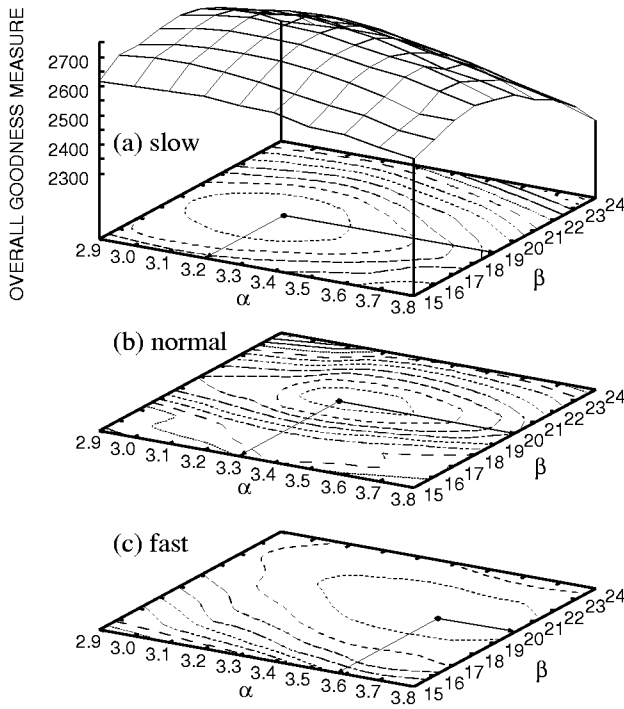 OVERALL GOODNESS MEASURE
2700
2600
2500
2400
2300
(a) slow
2.9 3.0 3.1 3.2 3.3 3.4 3.5 3.6 3.7 3.8
α
15 16 17 18 19 20 21 22 23 24
β
(b) normal
2.9 3.0 3.1 3.2 3.3 3.4 3.5 3.6 3.7 3.8
α
15 16 17 18 19 20 21 22 23 24
β
(c) fast
2.9 3.0 3.1 3.2 3.3 3.4 3.5 3.6 3.7 3.8
α
15 16 17 18 19 20 21 22 23 24
β